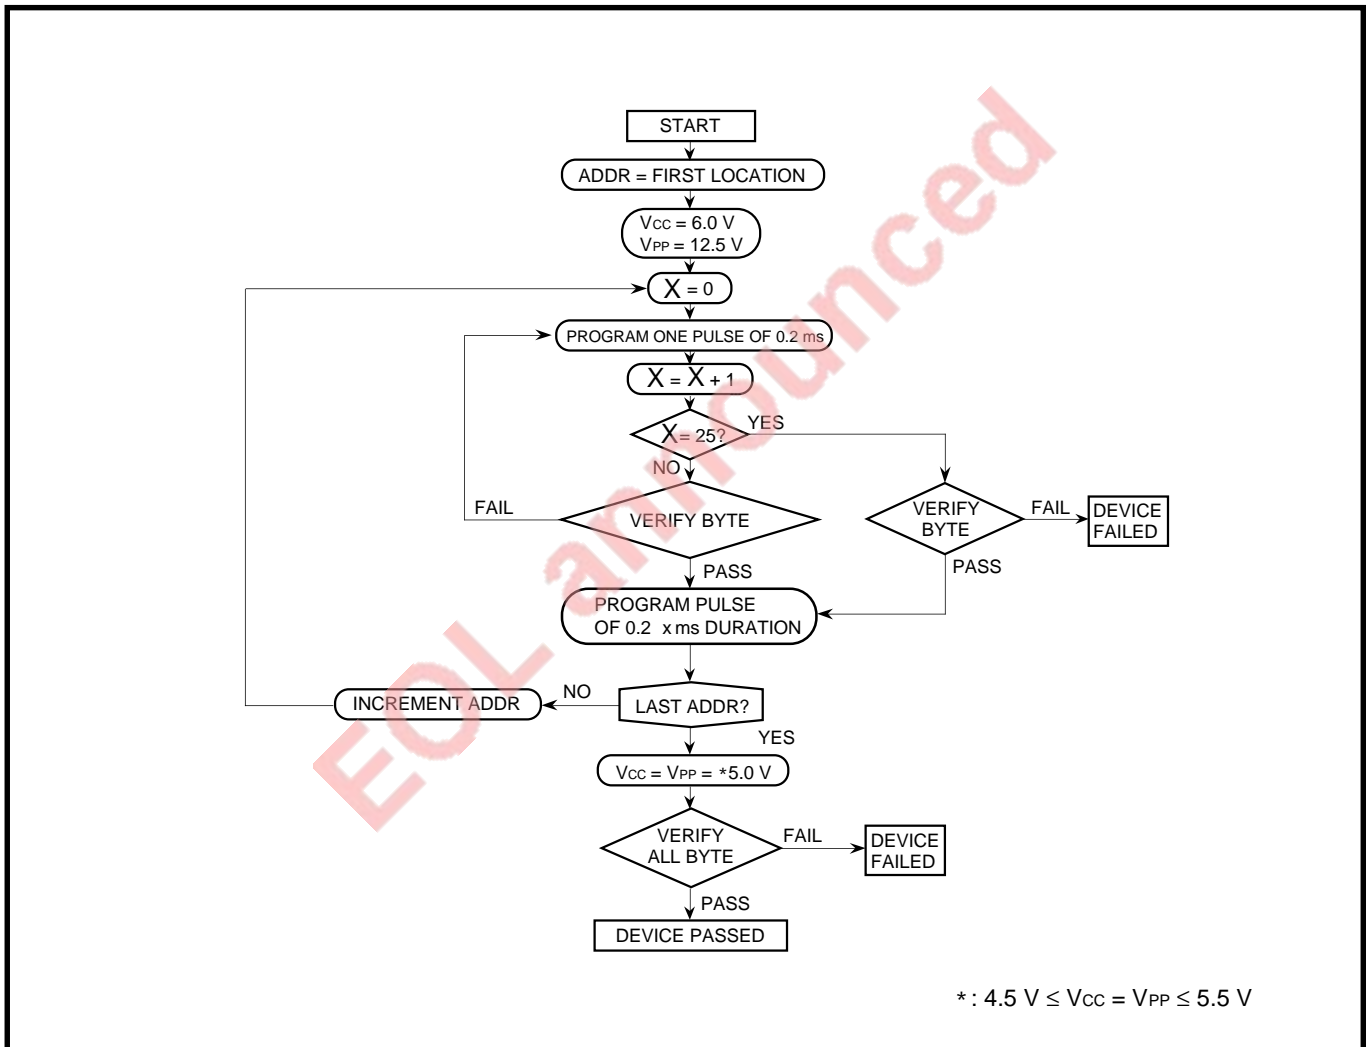 START
ADDR = FIRST LOCATION
VCC = 6.0 V
VPP = 12.5 V
X = 0
PROGRAM ONE PULSE OF 0.2 ms
X = X + 1
X = 25?
YES
NO
FAIL
VERIFY BYTE
VERIFY
BYTE
FAIL
DEVICE
FAILED
PASS
PASS
PROGRAM PULSE
OF 0.2 x ms DURATION
INCREMENT ADDR
NO
LAST ADDR?
YES
VCC = VPP = *5.0 V
VERIFY
ALL BYTE
FAIL
DEVICE
FAILED
PASS
DEVICE PASSED
* : 4.5 V ≤ VCC = VPP ≤ 5.5 V
EOL announced